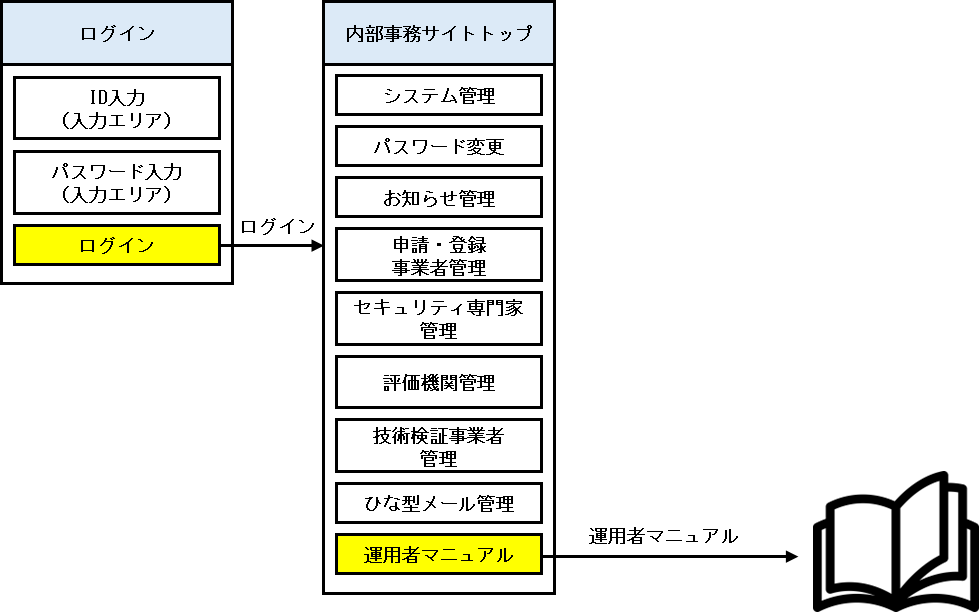 ログイン
ID入力
（入力エリア）
パスワード入力
（入力エリア）
ログイン
ログイン
内部事務サイトトップ
システム管理
パスワード変更
お知らせ管理
申請・登録
事業者管理
セキュリティ専門家
管理
評価機関管理
技術検証事業者
管理
ひな型メール管理
運用者マニュアル
運用者マニュアル